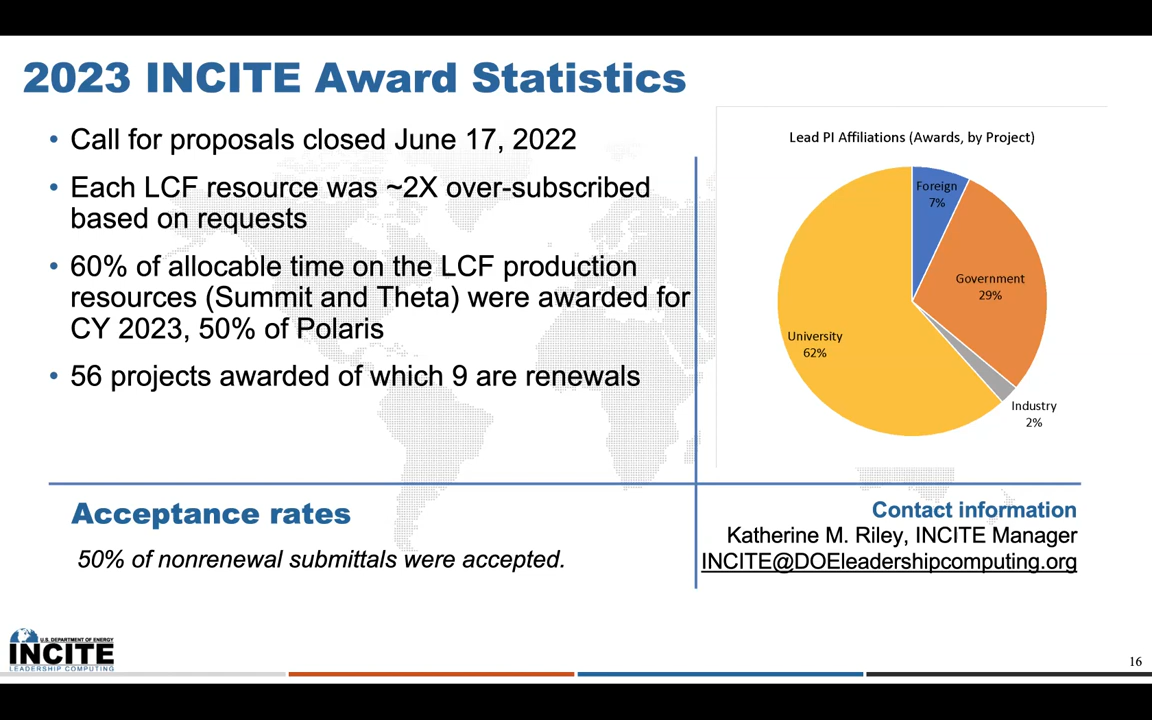 2023 INCITE Award Statistics
• Call for proposals closed June 17, 2022
• Each LCF resource was ~2X over-subscribed
based on requests
• 60% of allocable time on the LCF production
resources (Summit and Theta) were awarded for
CY 2023, 50% of Polaris
• 56 projects awarded of which 9 are renewals
Lead PI Affiliations (Awards, by Project)
Foreign
7%
Government
29%
University
62%
Industry
2%
Acceptance rates
50% of nonrenewal submittals were accepted.
Contact information
Katherine M. Riley, INCITE Manager
INCITE@DOEleadershipcomputing.org
U.S. DEPARTMENT OF ENERGY
INCITE
LEADERSHIP COMPUTING
16